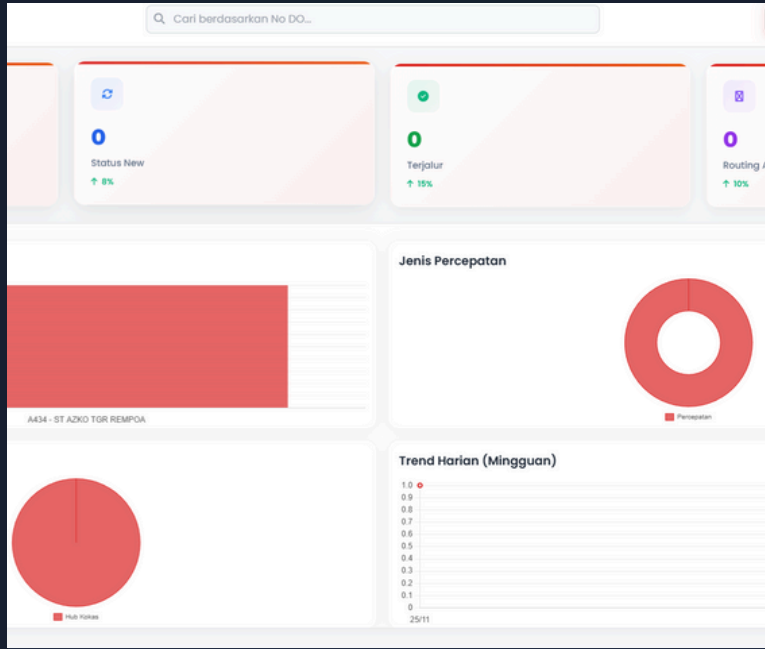 Cari berdasarkan No DO...
0
Status New
↑ 8%
0
Terjalur
↑ 15%
0
Routing A
↑ 10%
A434 - ST AZKO TGR REMPOA
Jenis Percepatan
Percepatan
Hub Kokas
Trend Harian (Mingguan)
1.0
0.9
0.8
0.7
0.6
0.5
0.4
0.3
0.2
0.1
0
25/11